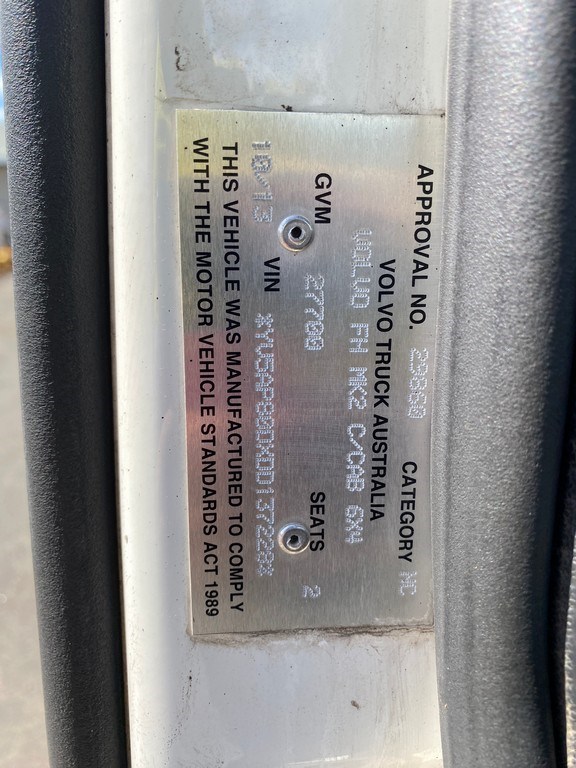 APPROVAL NO. 29860 CATEGORY NC
VOLVO TRUCK AUSTRALIA
VOLVO FH MK2 C/CAB 6X4
GVM 27700 SEATS 2
10/13 VIN
THIS VEHICLE WAS MANUFACTURED TO COMPLY
WITH THE MOTOR VEHICLE STANDARDS ACT 1989